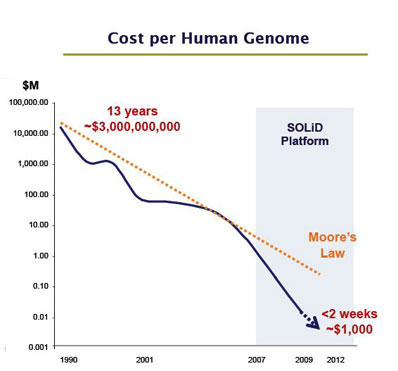 Cost per Human Genome
$M
100,000.00
10,000.00
1,000.00
100.00
10.00
1.00
0.10
0.01
0.001
13 years
~$3,000,000,000
SOLiD
Platform
Moore's
Law
<2 weeks
~$1,000
1990 2001 2007 2009 2012